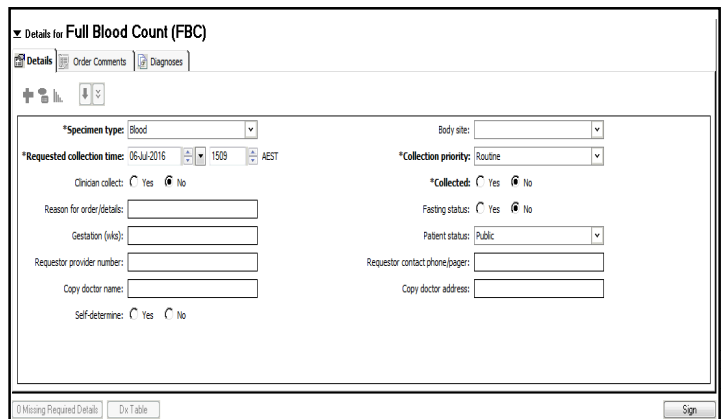 Details for Full Blood Count (FBC)
Details Order Comments Diagnoses
*Specimen type: Blood Body site:
*Requested collection time: 06-Jul-2016 1509 AEST *Collection priority: Routine
Clinician collect: Yes No *Collected: Yes No
Reason for order/details: Fasting status: Yes No
Gestation (wks): Patient status: Public
Requestor provider number: Requestor contact phone/pager:
Copy doctor name: Copy doctor address:
Self-determine: Yes No
0 Missing Required Details Dx Table Sign